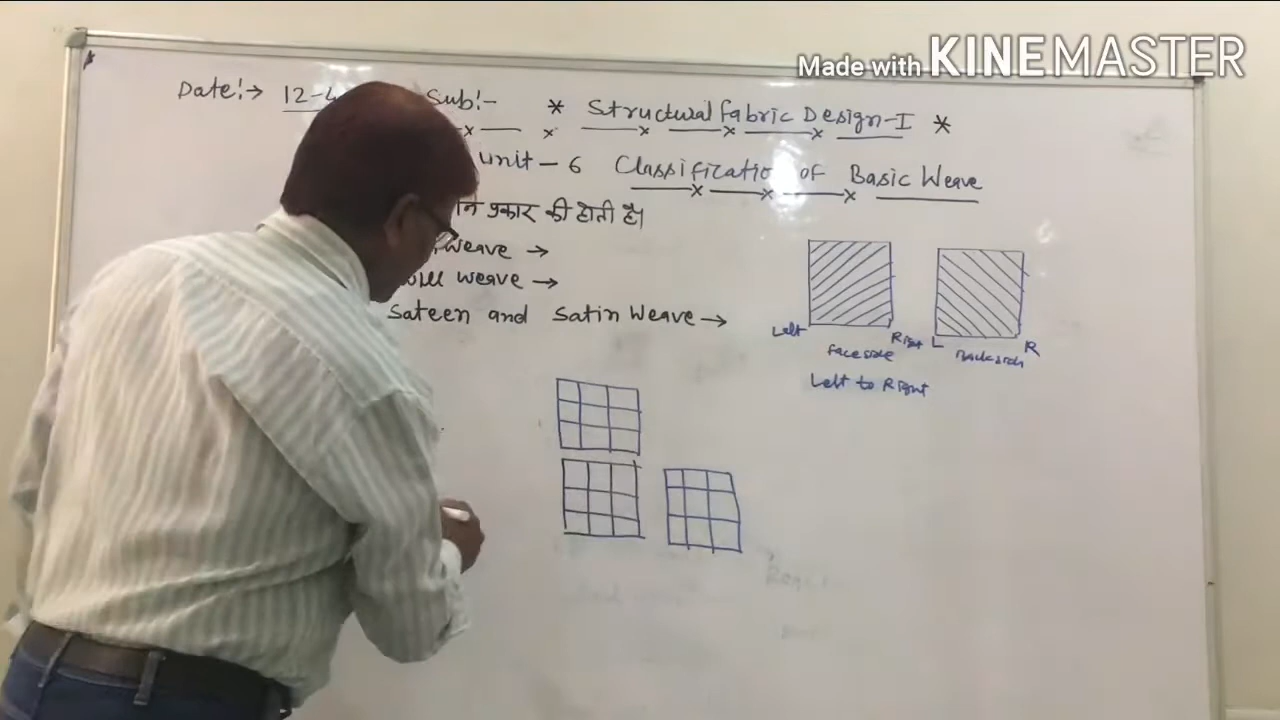 Made with KINEMASTER
Date:→ 12-4 Sub:- * Structural Fabric Design-I *
unit - 6 Classification of Basic Weave
प्रकार की होती है।
weave →
weave →
Sateen and Satin Weave →
Left Right L R
Face side Back side
Left to Right